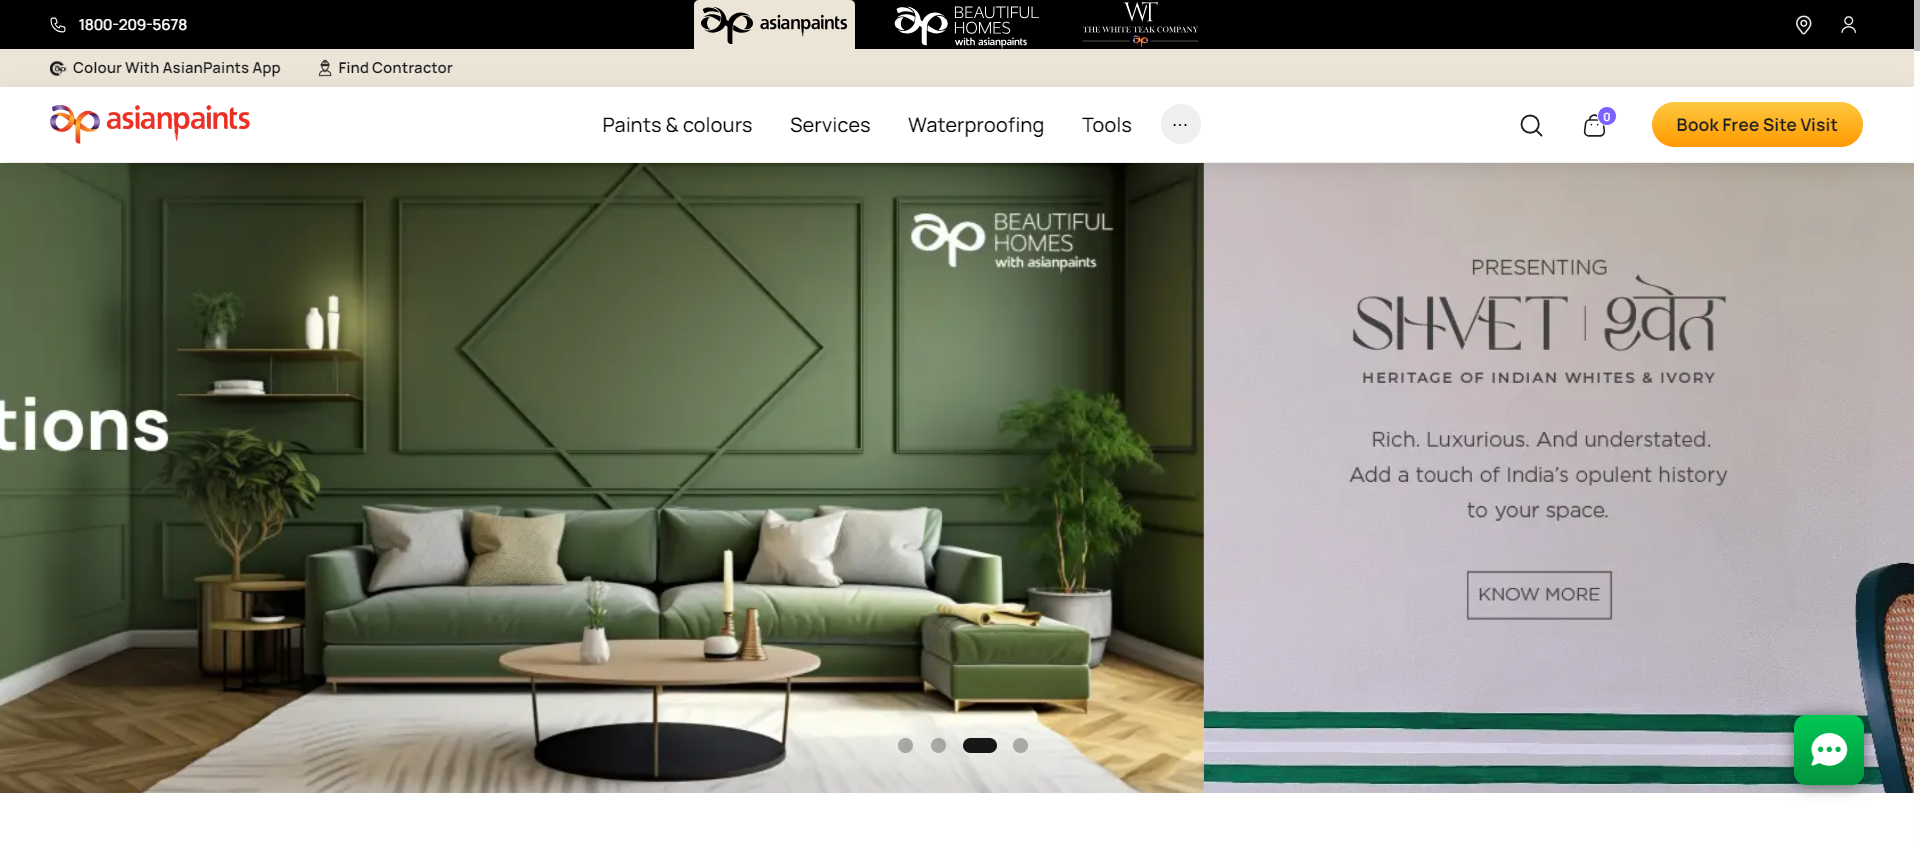 1800-209-5678
asianpaints
BEAUTIFUL
HOMES
with asianpaints
WT
THE WHITE TEAK COMPANY
Colour With AsianPaints App
Find Contractor
asianpaints
Paints & colours
Services
Waterproofing
Tools
...
0
Book Free Site Visit
BEAUTIFUL
HOMES
with asianpaints
tions
PRESENTING
SHVET | श्वेत
HERITAGE OF INDIAN WHITES & IVORY
Rich. Luxurious. And understated.
Add a touch of India's opulent history
to your space.
KNOW MORE